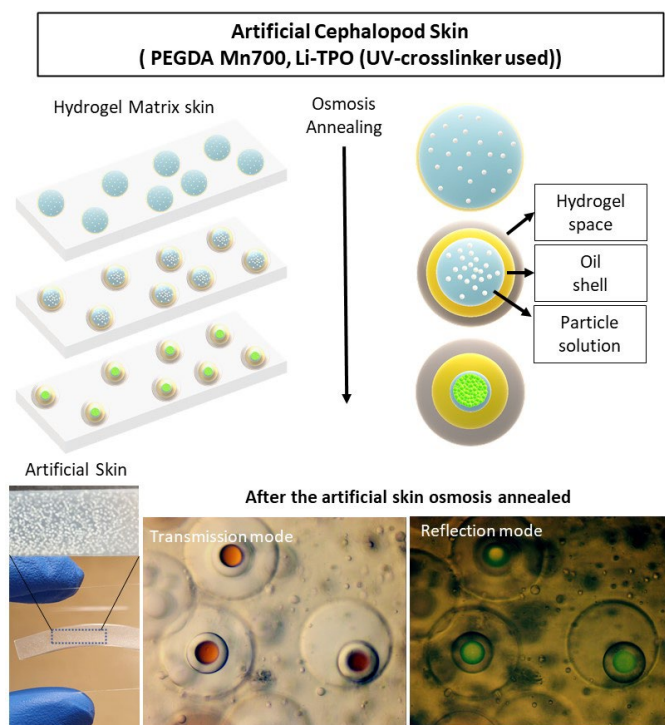 Artificial Cephalopod Skin
( PEGDA Mn700, Li-TPO (UV-crosslinker used))
Hydrogel Matrix skin
Osmosis
Annealing
Hydrogel
space
Oil
shell
Particle
solution
Artificial Skin
After the artificial skin osmosis annealed
Transmission mode
Reflection mode